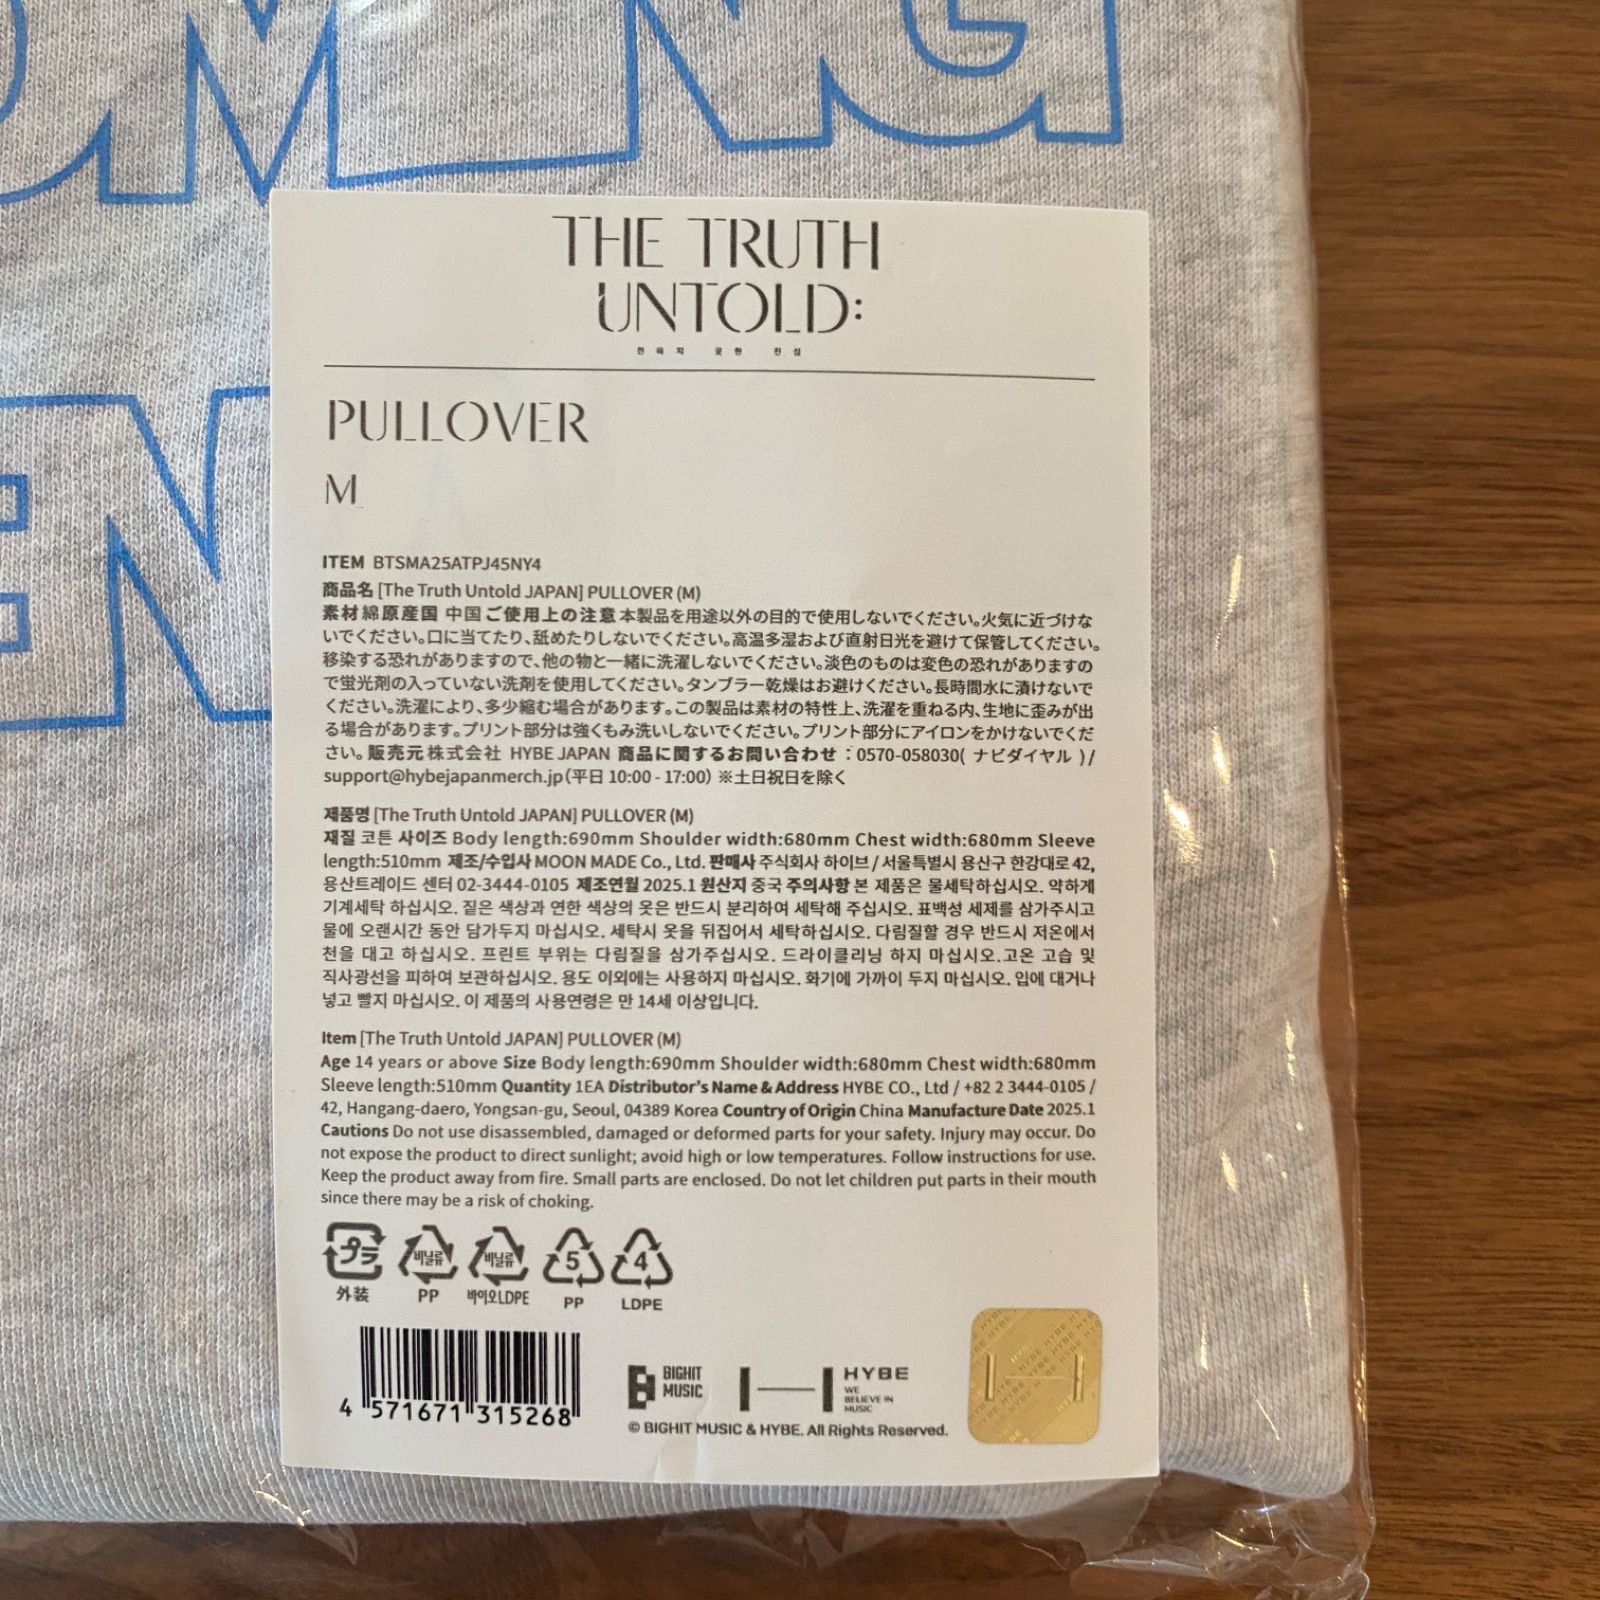 OMING
EN
THE TRUTH
UNTOLD:
전하지 못한 진심
PULLOVER
M
ITEM BTSMA25ATPJ45NY4
商品名 [The Truth Untold JAPAN] PULLOVER (M)
素材 綿 原産国 中国 ご使用上の注意 本製品を用途以外の目的で使用しないでください。火気に近づけな
いでください。口に当てたり、舐めたりしないでください。高温多湿および直射日光を避けて保管してください。
移染する恐れがありますので、他の物と一緒に洗濯しないでください。淡色のものは変色の恐れがありますの
で蛍光剤の入っていない洗剤を使用してください。タンブラー乾燥はお避けください。長時間水に漬けないで
ください。洗濯により、多少縮む場合があります。この製品は素材の特性上、洗濯を重ねる内、生地に歪みが出
る場合があります。プリント部分は強くもみ洗いしないでください。プリント部分にアイロンをかけないでくだ
さい。販売元 株式会社 HYBE JAPAN 商品に関するお問い合わせ：0570-058030( ナビダイヤル )/
support@hybejapanmerch.jp（平日 10:00 - 17:00） ※土日祝日を除く
제품명 [The Truth Untold JAPAN] PULLOVER (M)
재질 코튼 사이즈 Body length:690mm Shoulder width:680mm Chest width:680mm Sleeve
length:510mm 제조/수입사 MOON MADE Co., Ltd. 판매사 주식회사 하이브 / 서울특별시 용산구 한강대로 42,
용산트레이드 센터 02-3444-0105 제조연월 2025.1 원산지 중국 주의사항 본 제품은 물세탁하십시오. 약하게
기계세탁 하십시오. 짙은 색상과 연한 색상의 옷은 반드시 분리하여 세탁해 주십시오. 표백성 세제를 삼가주시고
물에 오랜시간 동안 담가두지 마십시오. 세탁시 옷을 뒤집어서 세탁하십시오. 다림질할 경우 반드시 저온에서
천을 대고 하십시오. 프린트 부위는 다림질을 삼가주십시오. 드라이클리닝 하지 마십시오.고온 고습 및
직사광선을 피하여 보관하십시오. 용도 이외에는 사용하지 마십시오. 화기에 가까이 두지 마십시오. 입에 대거나
넣고 빨지 마십시오. 이 제품의 사용연령은 만 14세 이상입니다.
Item [The Truth Untold JAPAN] PULLOVER (M)
Age 14 years or above Size Body length:690mm Shoulder width:680mm Chest width:680mm
Sleeve length:510mm Quantity 1EA Distributor's Name & Address HYBE CO., Ltd / +82 2 3444-0105 /
42, Hangang-daero, Yongsan-gu, Seoul, 04389 Korea Country of Origin China Manufacture Date 2025.1
Cautions Do not use disassembled, damaged or deformed parts for your safety. Injury may occur. Do
not expose the product to direct sunlight; avoid high or low temperatures. Follow instructions for use.
Keep the product away from fire. Small parts are enclosed. Do not let children put parts in their mouth
since there may be a risk of choking.
プラ 비닐류 비닐류 5 4
外装 PP 바이오LDPE PP LDPE
4 571671 315268
BIGHIT MUSIC
HYBE
WE BELIEVE IN MUSIC
© BIGHIT MUSIC & HYBE. All Rights Reserved.
HYBE